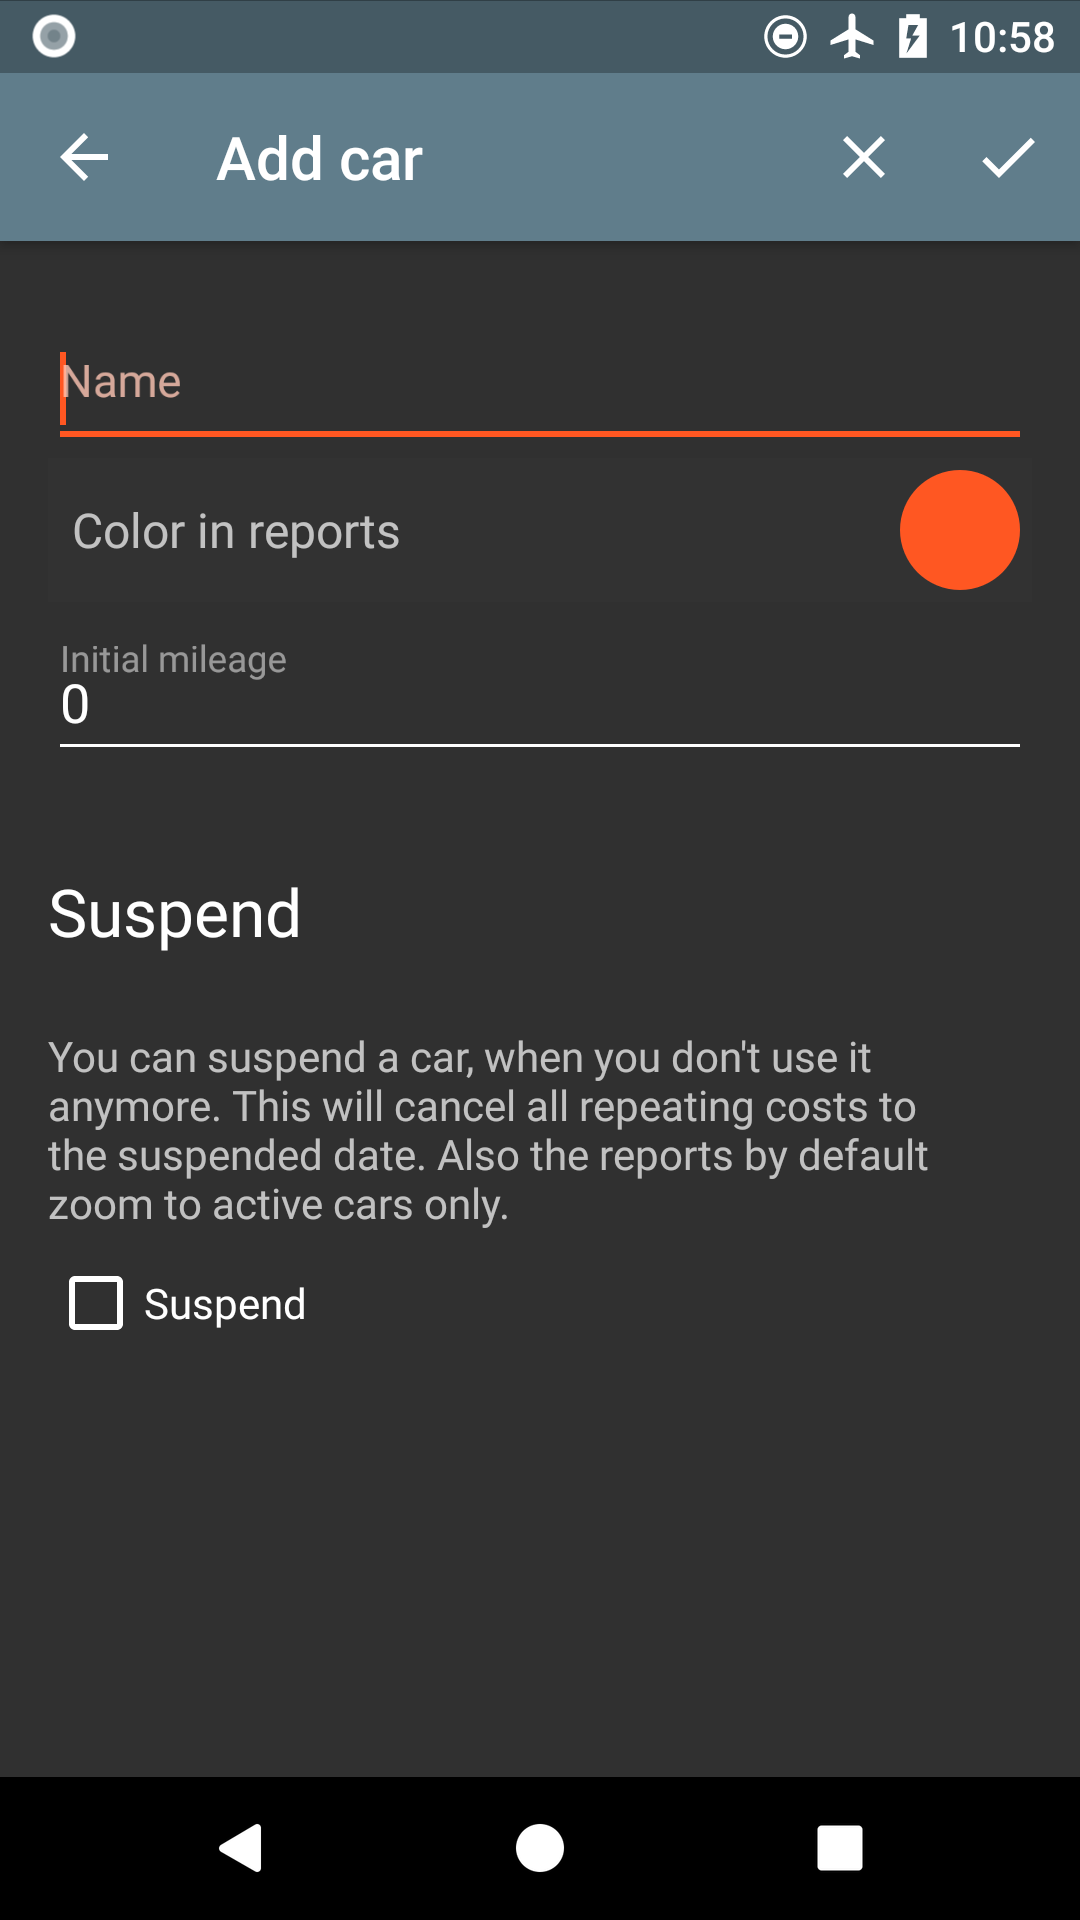 10:58
Add car
Name
Color in reports
Initial mileage
0
Suspend
You can suspend a car, when you don't use it
anymore. This will cancel all repeating costs to
the suspended date. Also the reports by default
zoom to active cars only.
Suspend